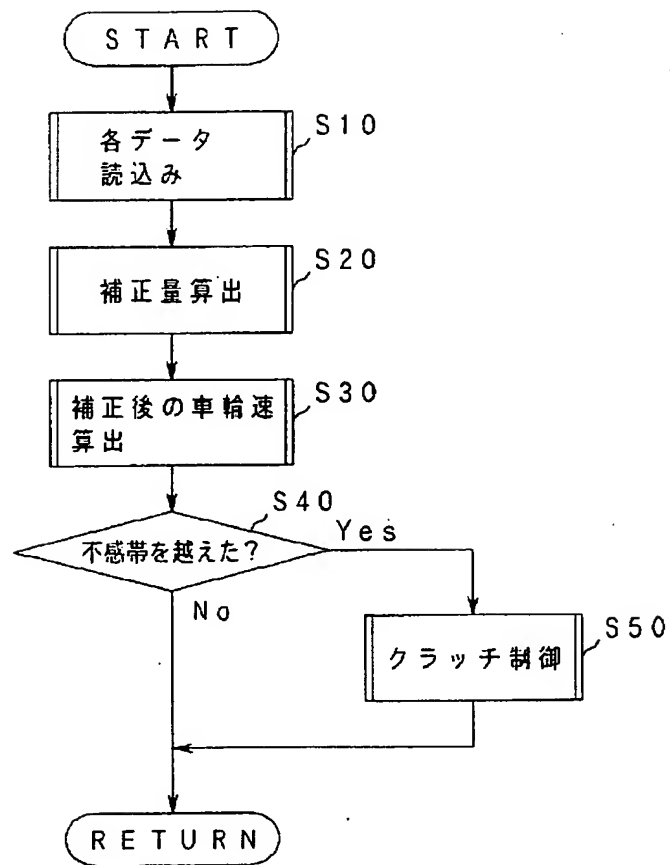 START
各データ
読込み
S10
補正量算出
S20
補正後の車輪速
算出
S30
不感帯を越えた?
S40
Yes
No
クラッチ制御
S50
RETURN